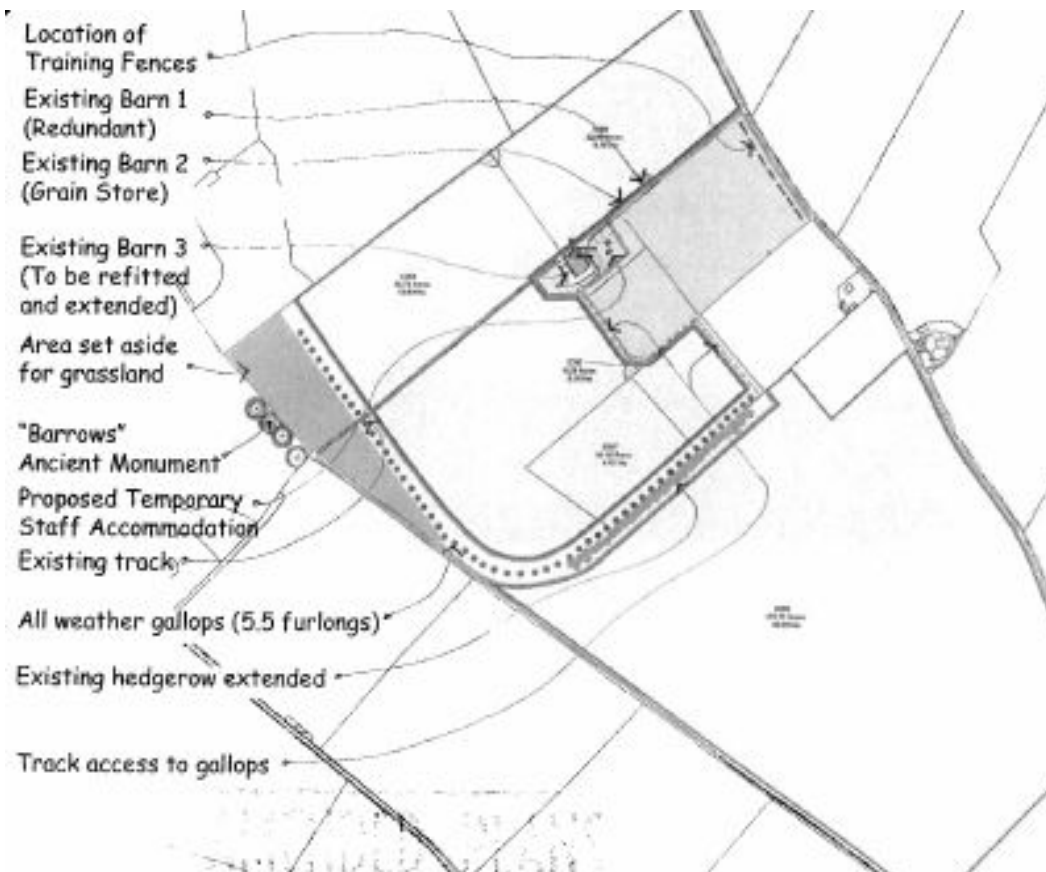 Location of
Training Fences
Existing Barn 1
(Redundant)
Existing Barn 2
(Grain Store)
Existing Barn 3
(To be refitted
and extended)
Area set aside
for grassland
"Barrows"
Ancient Monument
Proposed Temporary
Staff Accommodation
Existing track
All weather gallops (5.5 furlongs)
Existing hedgerow extended
Track access to gallops